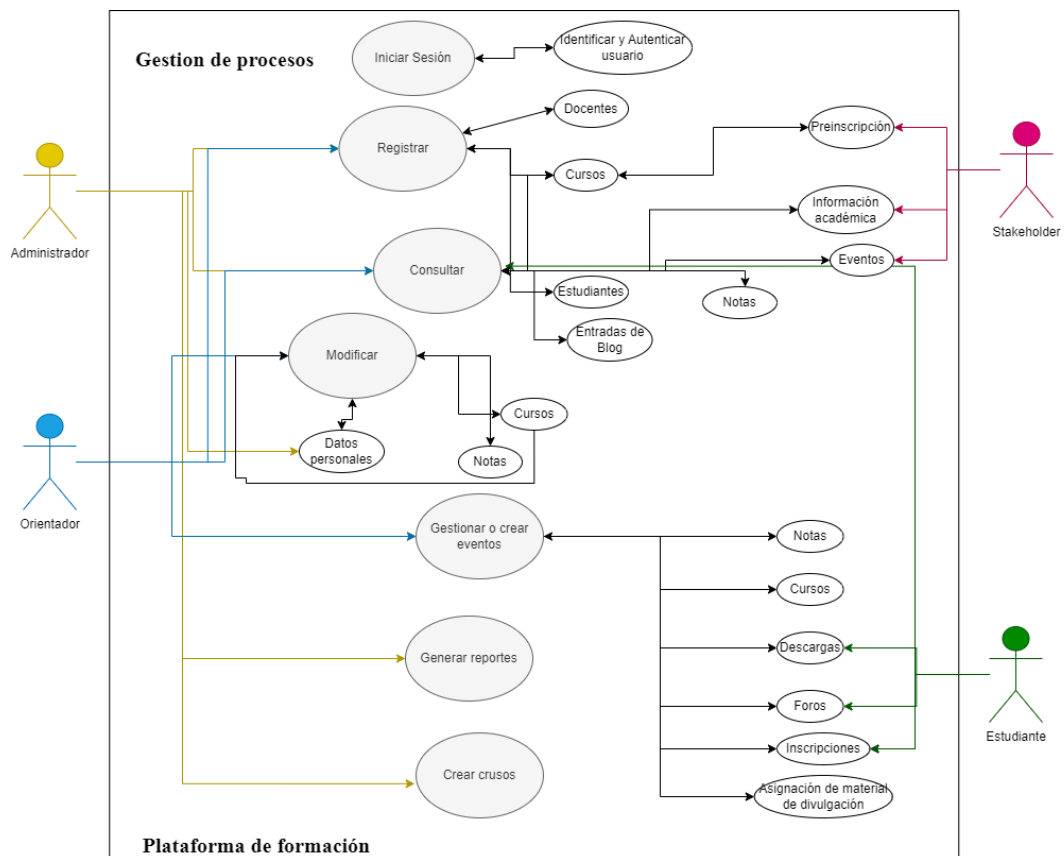 Gestion de procesos
Iniciar Sesión
Identificar y Autenticar
usuario
Docentes
Registrar
Preinscripción
Cursos
Administrador
Información
académica
Stakeholder
Consultar
Eventos
Estudiantes
Notas
Entradas de
Blog
Modificar
Cursos
Datos
personales
Notas
Orientador
Gestionar o crear
eventos
Notas
Cursos
Generar reportes
Descargas
Foros
Estudiante
Inscripciones
Crear crusos
Asignación de material
de divulgación
Plataforma de formación